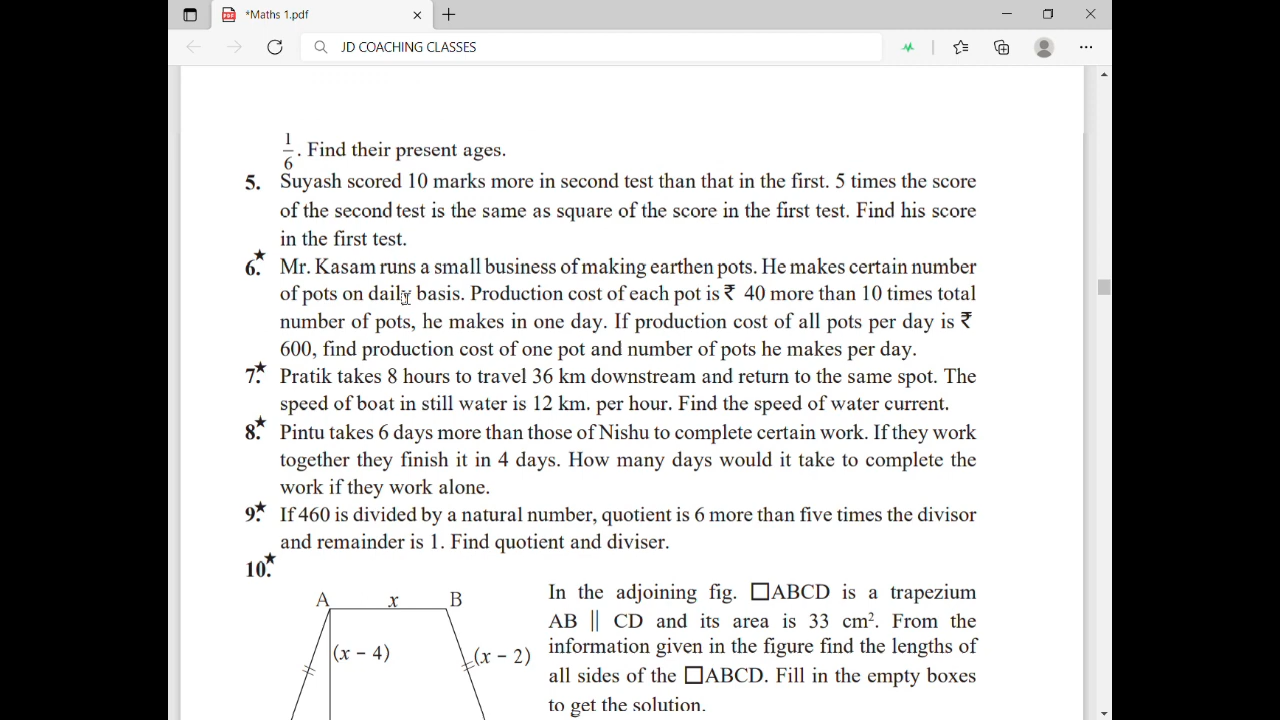 *Maths 1.pdf
JD COACHING CLASSES
1/6. Find their present ages.
5. Suyash scored 10 marks more in second test than that in the first. 5 times the score
of the second test is the same as square of the score in the first test. Find his score
in the first test.
6.★ Mr. Kasam runs a small business of making earthen pots. He makes certain number
of pots on daily basis. Production cost of each pot is ₹ 40 more than 10 times total
number of pots, he makes in one day. If production cost of all pots per day is ₹
600, find production cost of one pot and number of pots he makes per day.
7.★ Pratik takes 8 hours to travel 36 km downstream and return to the same spot. The
speed of boat in still water is 12 km. per hour. Find the speed of water current.
8.★ Pintu takes 6 days more than those of Nishu to complete certain work. If they work
together they finish it in 4 days. How many days would it take to complete the
work if they work alone.
9.★ If 460 is divided by a natural number, quotient is 6 more than five times the divisor
and remainder is 1. Find quotient and diviser.
10.★
A x B
(x - 4)
(x - 2)
In the adjoining fig. □ABCD is a trapezium
AB || CD and its area is 33 cm². From the
information given in the figure find the lengths of
all sides of the □ABCD. Fill in the empty boxes
to get the solution.